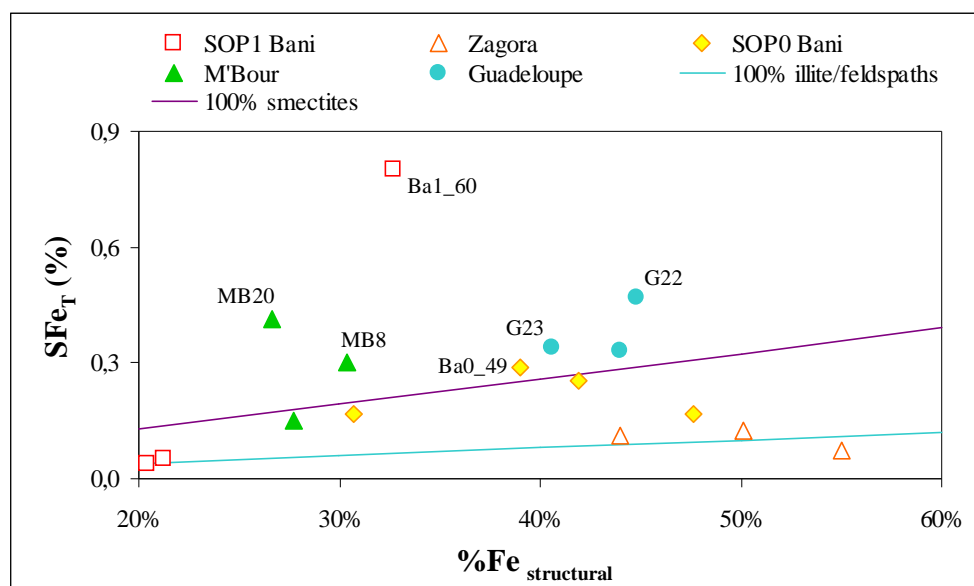 SOP1 Bani Zagora SOP0 Bani
M'Bour Guadeloupe 100% illite/feldspaths
100% smectites
0,9
Ba1_60
0,6
G22
MB20
G23
MB8
0,3
Ba0_49
0,0
20% 30% 40% 50% 60%
SFeT (%)
%Fe structural